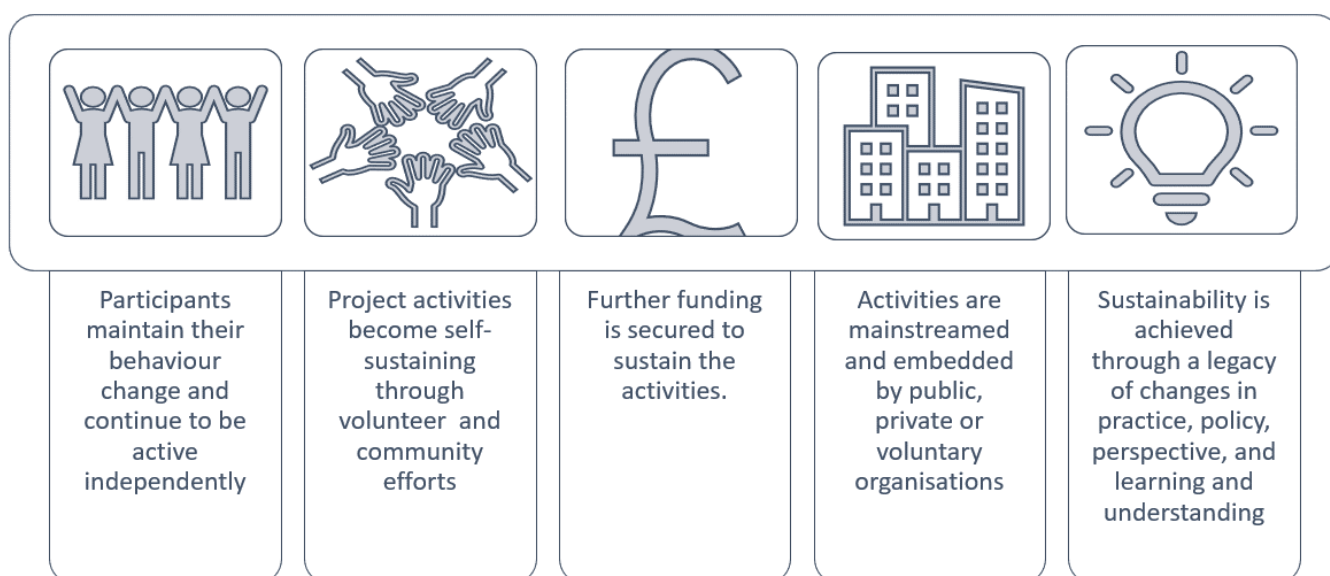 Participants
maintain their
behaviour
change and
continue to be
active
independently
Project activities
become self-
sustaining
through
volunteer and
community
efforts
Further funding
is secured to
sustain the
activities.
Activities are
mainstreamed
and embedded
by public,
private or
voluntary
organisations
Sustainability is
achieved
through a legacy
of changes in
practice, policy,
perspective, and
learning and
understanding